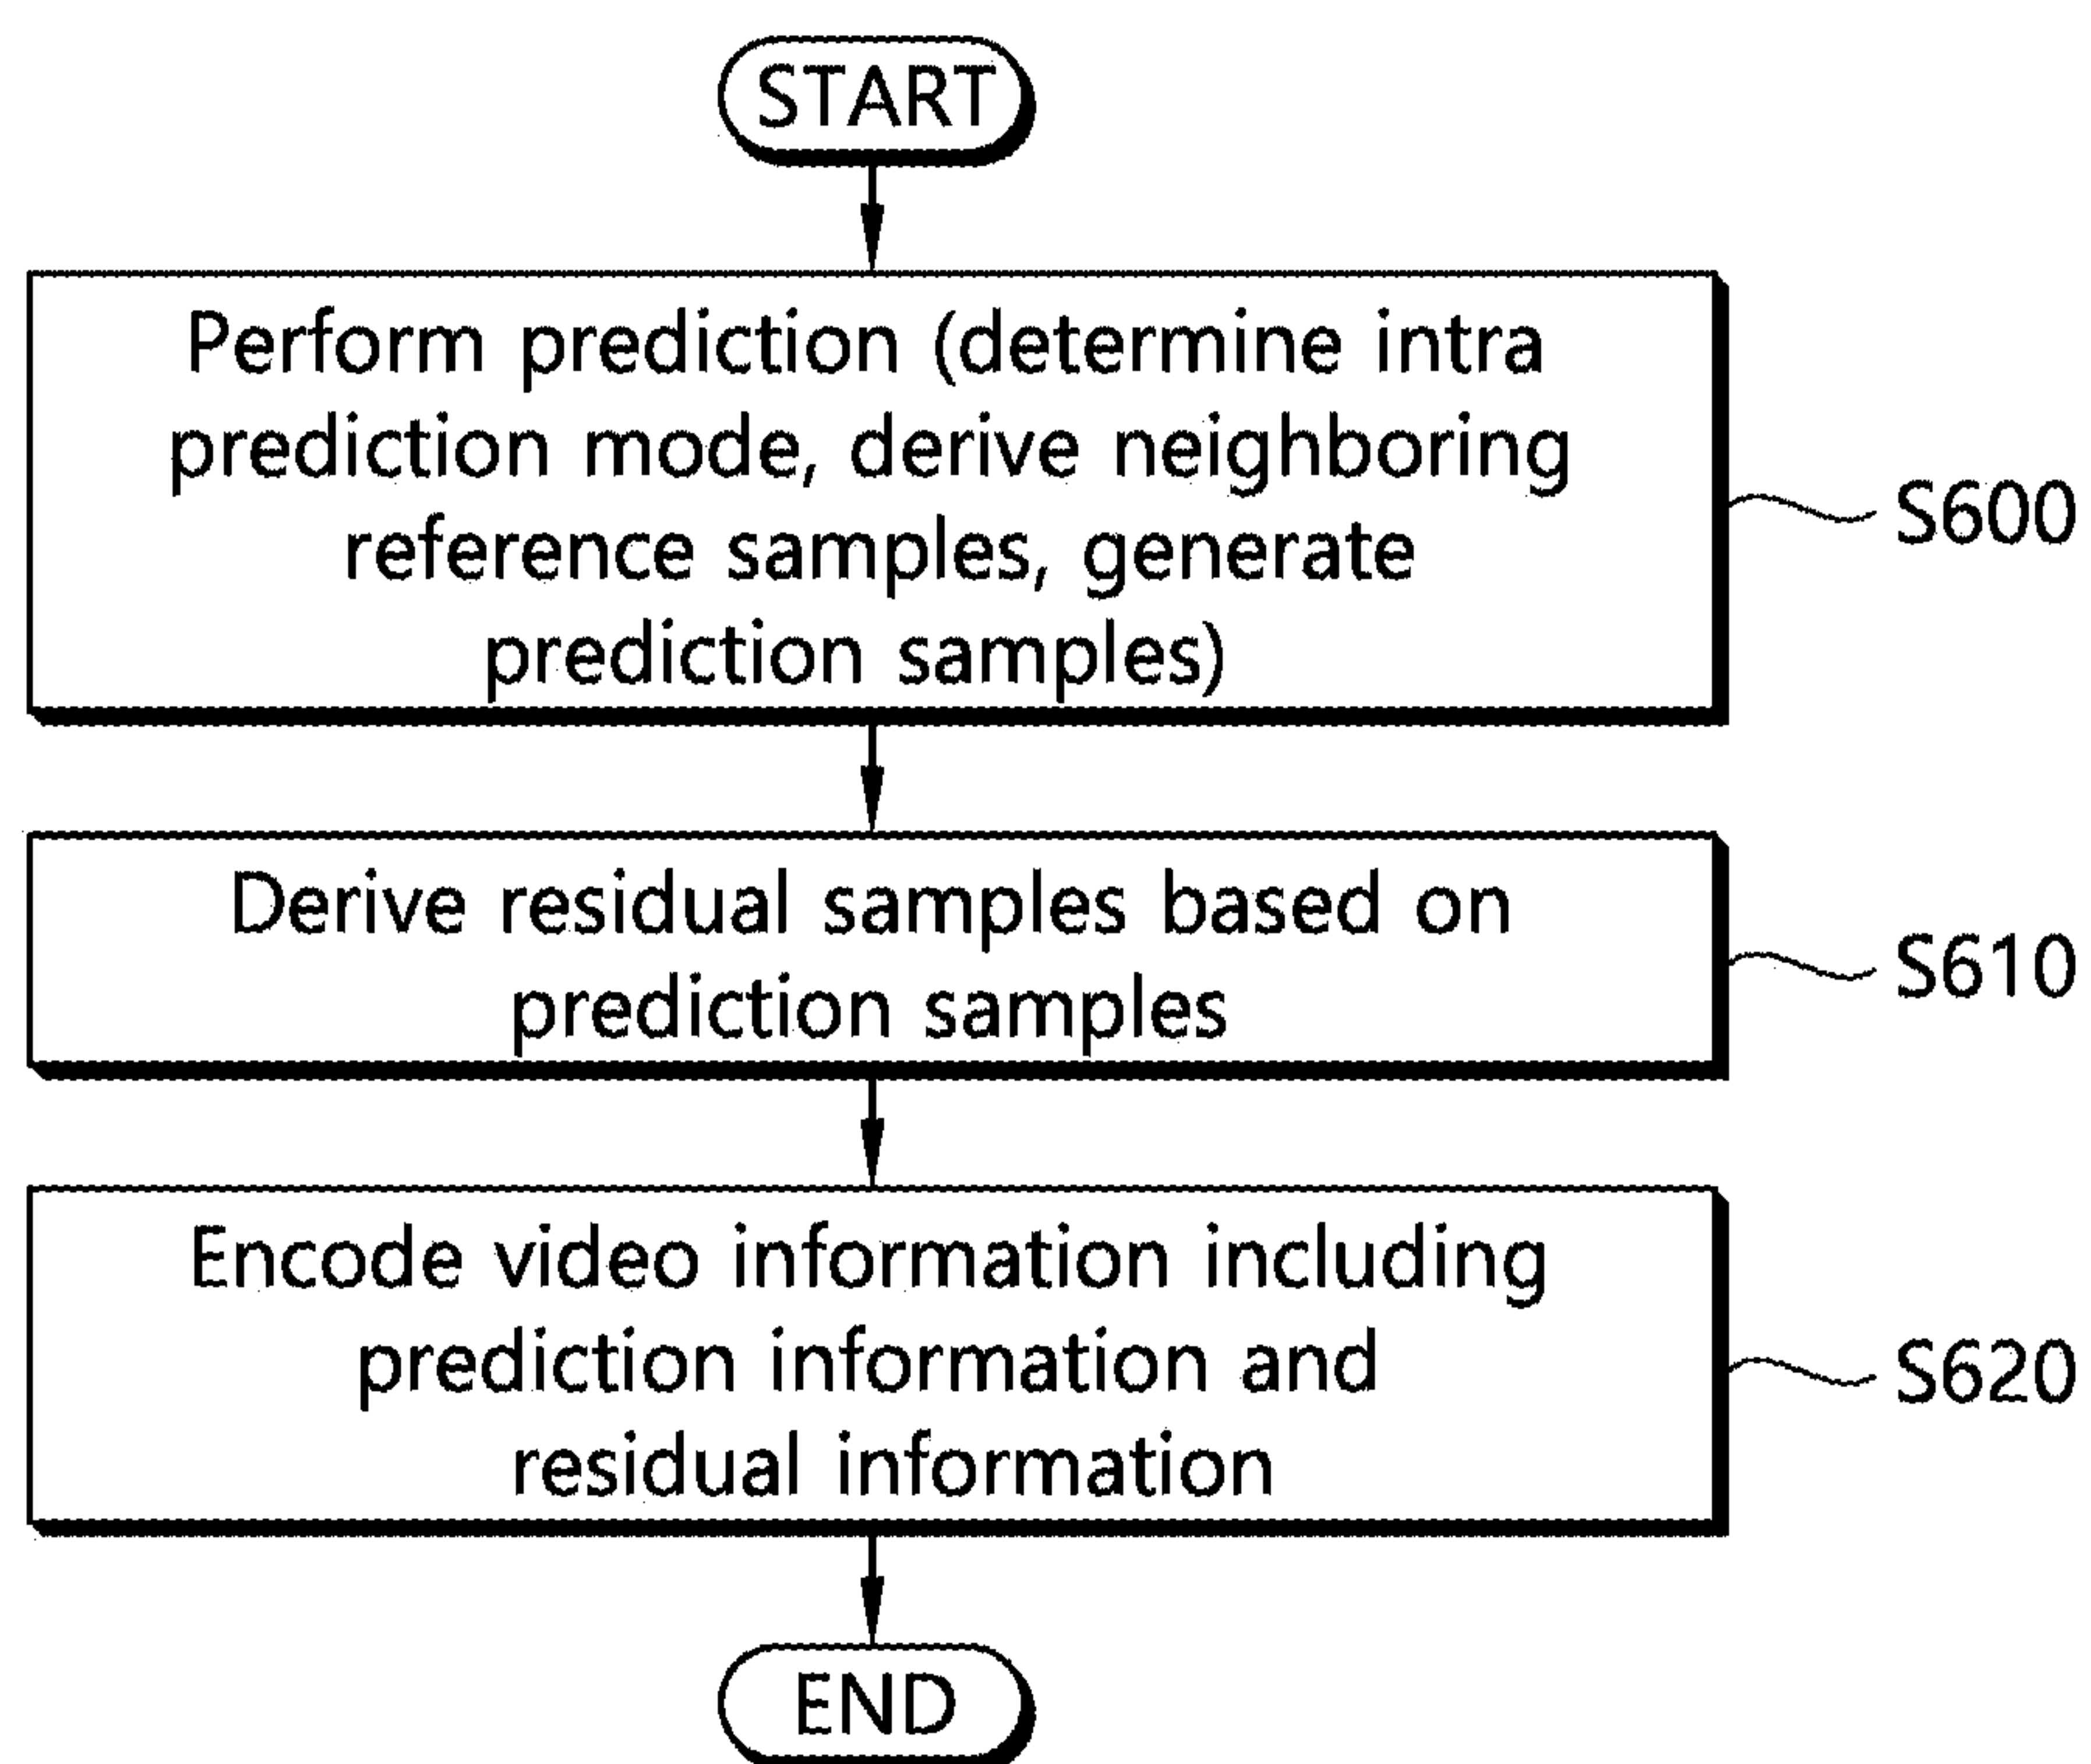 START
Perform prediction (determine intra
prediction mode, derive neighboring
reference samples, generate
prediction samples)
S600
Derive residual samples based on
prediction samples
S610
Encode video information including
prediction information and
residual information
S620
END